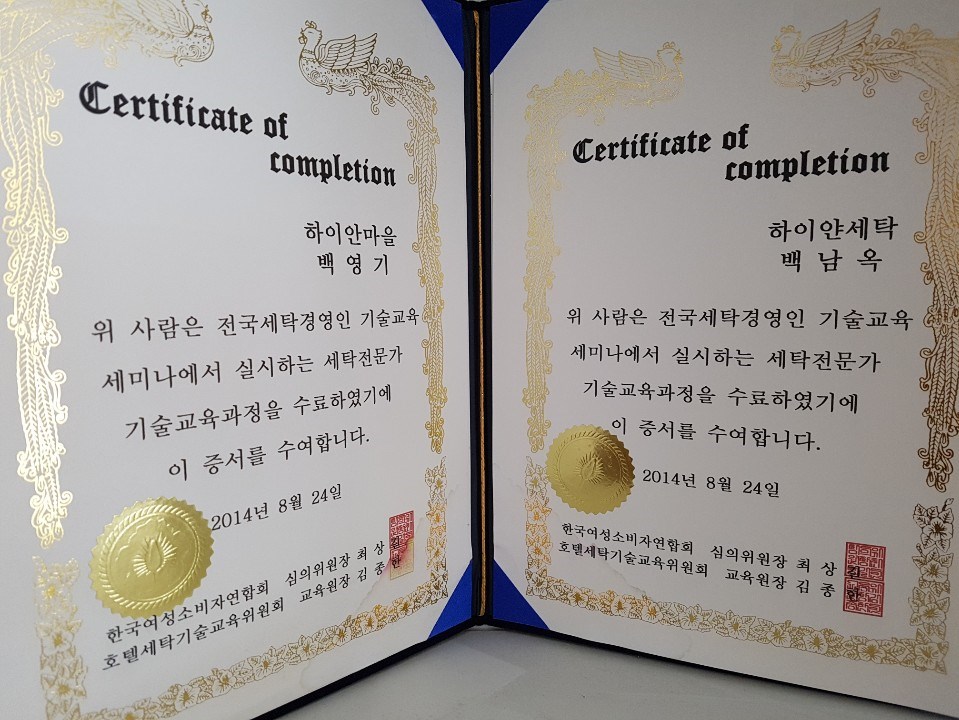 Certificate of
completion
하이안마을
백 영 기
위 사람은 전국세탁경영인 기술교육
세미나에서 실시하는 세탁전문가
기술교육과정을 수료하였기에
이 증서를 수여합니다.
2014년 8월 24일
한국여성소비자연합회 심의위원장 최 상
호텔세탁기술교육위원회 교육원장 김 종 한
Certificate of
completion
하이얀세탁
백 남 옥
위 사람은 전국세탁경영인 기술교육
세미나에서 실시하는 세탁전문가
기술교육과정을 수료하였기에
이 증서를 수여합니다.
2014년 8월 24일
한국여성소비자연합회 심의위원장 최 상
호텔세탁기술교육위원회 교육원장 김 종 한